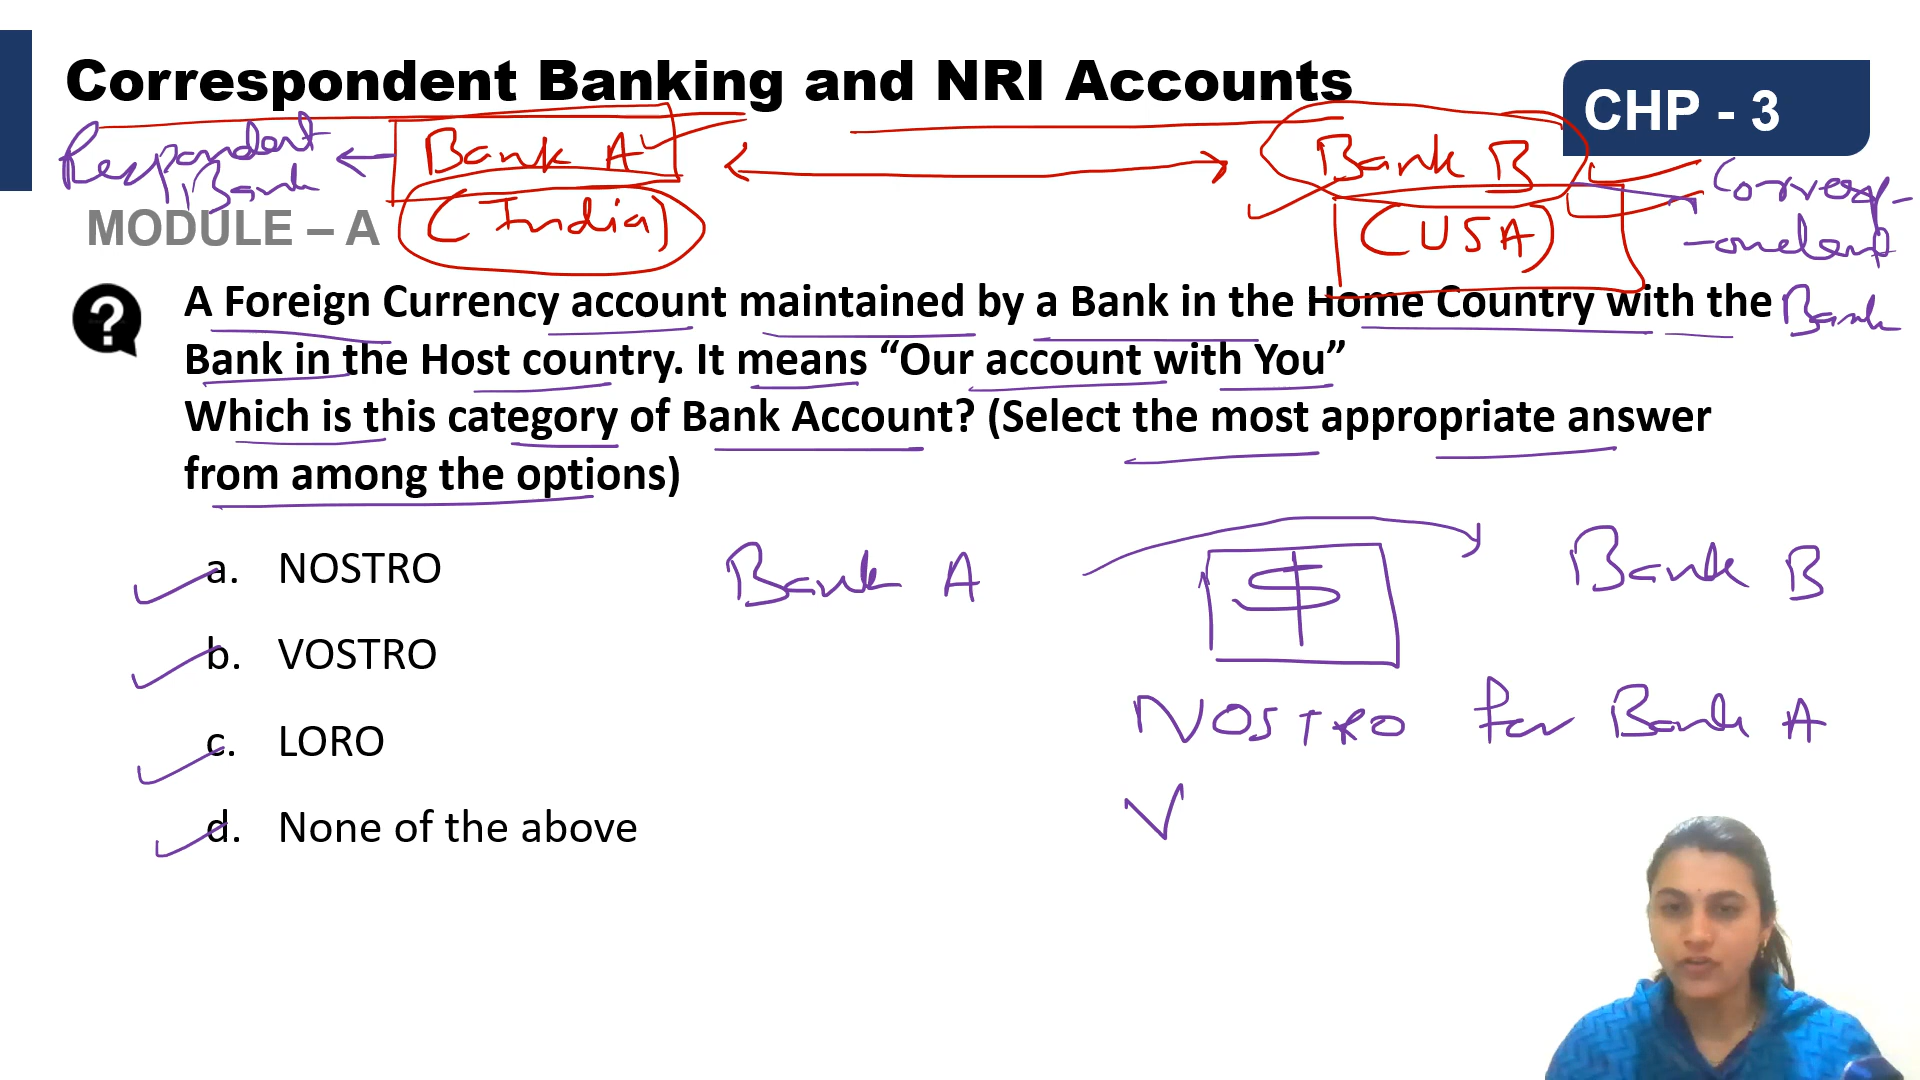 Correspondent Banking and NRI Accounts
CHP - 3
Respondent
Bank
Bank A
(India)
Bank B
(USA)
Corresp-
-ondent
Bank
MODULE – A
A Foreign Currency account maintained by a Bank in the Home Country with the
Bank in the Host country. It means “Our account with You”
Which is this category of Bank Account? (Select the most appropriate answer
from among the options)
a. NOSTRO
b. VOSTRO
c. LORO
d. None of the above
Bank A
$
Bank B
NOSTRO for Bank A
V